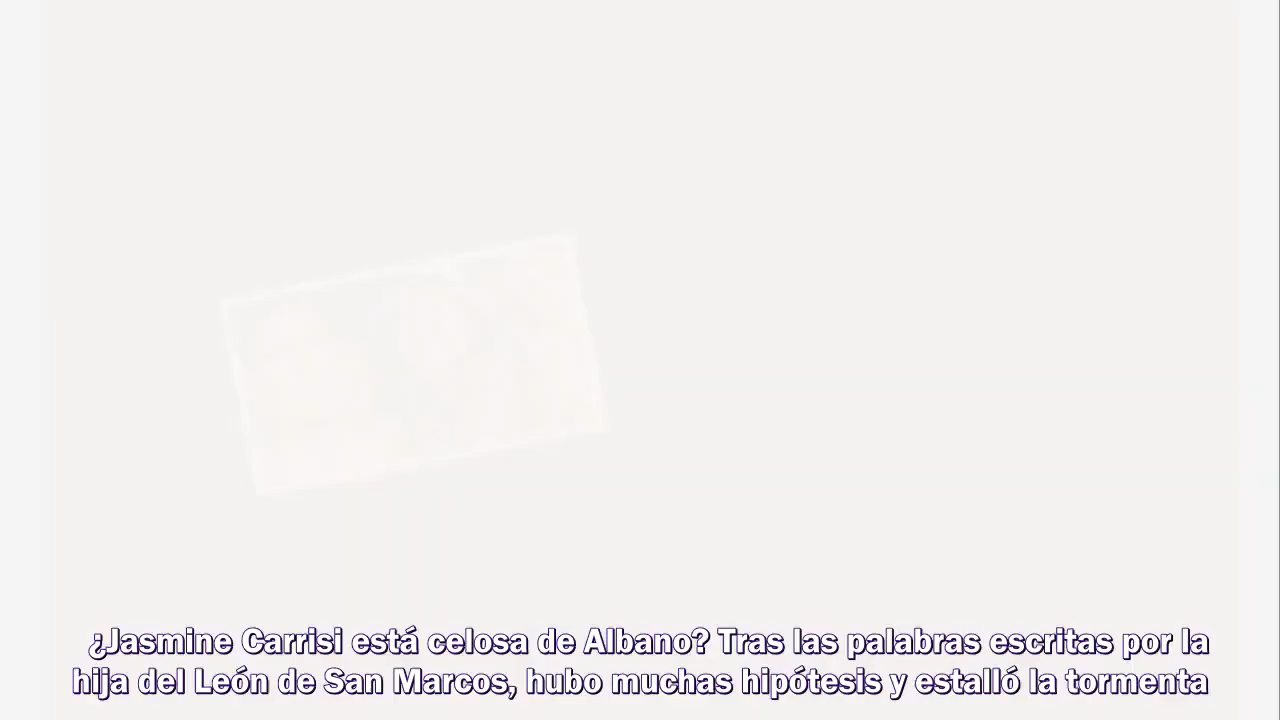 ¿Jasmine Carrisi está celosa de Albano? Tras las palabras escritas por la
hija del León de San Marcos, hubo muchas hipótesis y estalló la tormenta